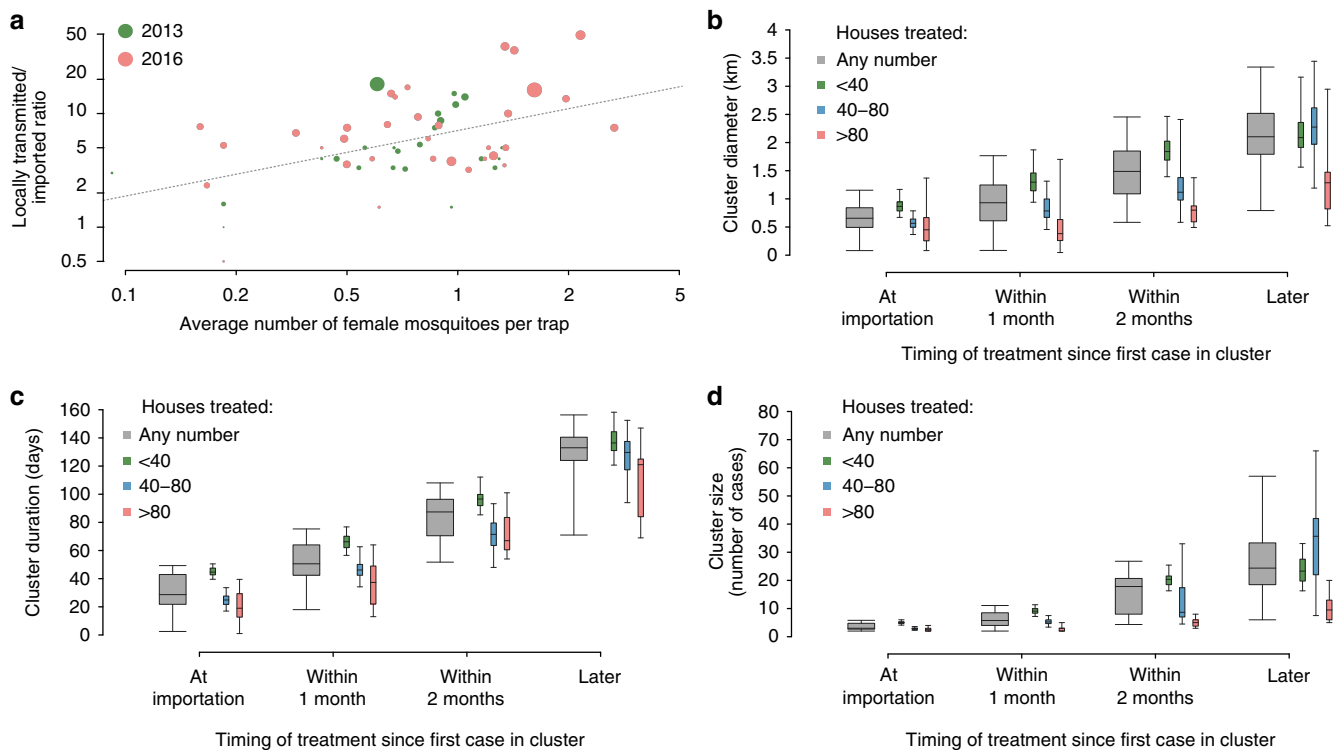 a
2013
2016
50
20
10
5
2
1
0.5
Locally transmitted/
imported ratio
0.1
0.2
0.5
1
2
5
Average number of female mosquitoes per trap
b
Houses treated:
Any number
<40
40–80
>80
4
3.5
3
2.5
2
1.5
1
0.5
0
Cluster diameter (km)
At
importation
Within
1 month
Within
2 months
Later
Timing of treatment since first case in cluster
c
Houses treated:
Any number
<40
40–80
>80
160
140
120
100
80
60
40
20
0
Cluster duration (days)
At
importation
Within
1 month
Within
2 months
Later
Timing of treatment since first case in cluster
d
Houses treated:
Any number
<40
40–80
>80
80
70
60
50
40
30
20
10
0
Cluster size
(number of cases)
At
importation
Within
1 month
Within
2 months
Later
Timing of treatment since first case in cluster